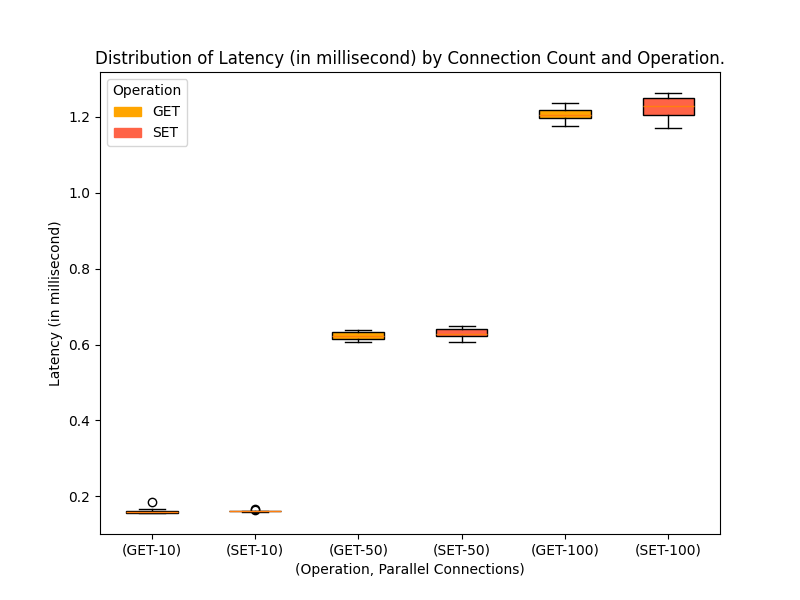 Distribution of Latency (in millisecond) by Connection Count and Operation.
Operation
GET
SET
1.2
1.0
0.8
0.6
0.4
0.2
Latency (in millisecond)
(GET-10) (SET-10) (GET-50) (SET-50) (GET-100) (SET-100)
(Operation, Parallel Connections)